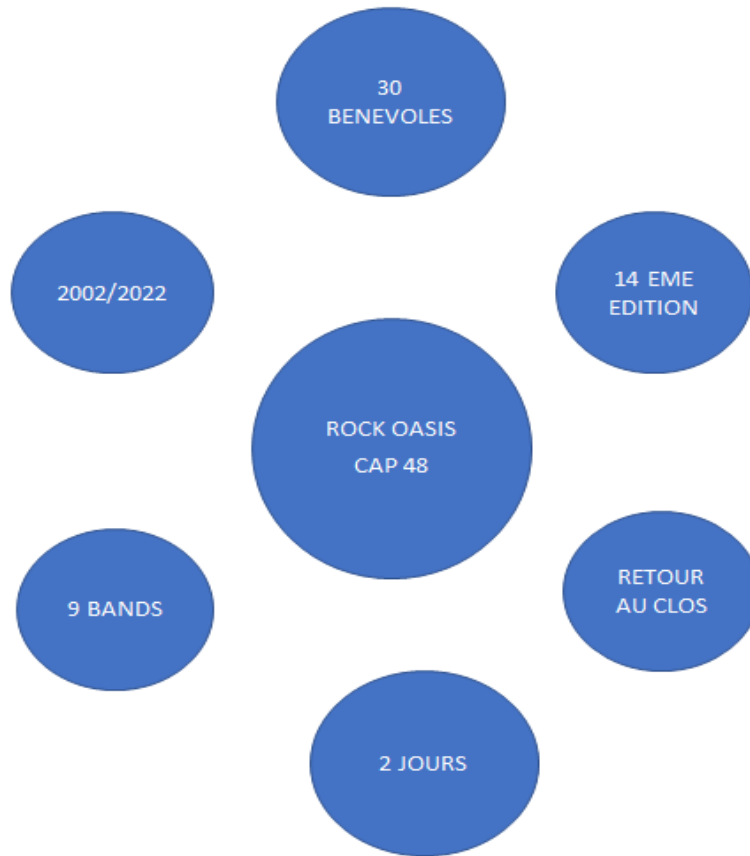 30
BENEVOLES
2002/2022
14 EME
EDITION
ROCK OASIS
CAP 48
9 BANDS
RETOUR
AU CLOS
2 JOURS